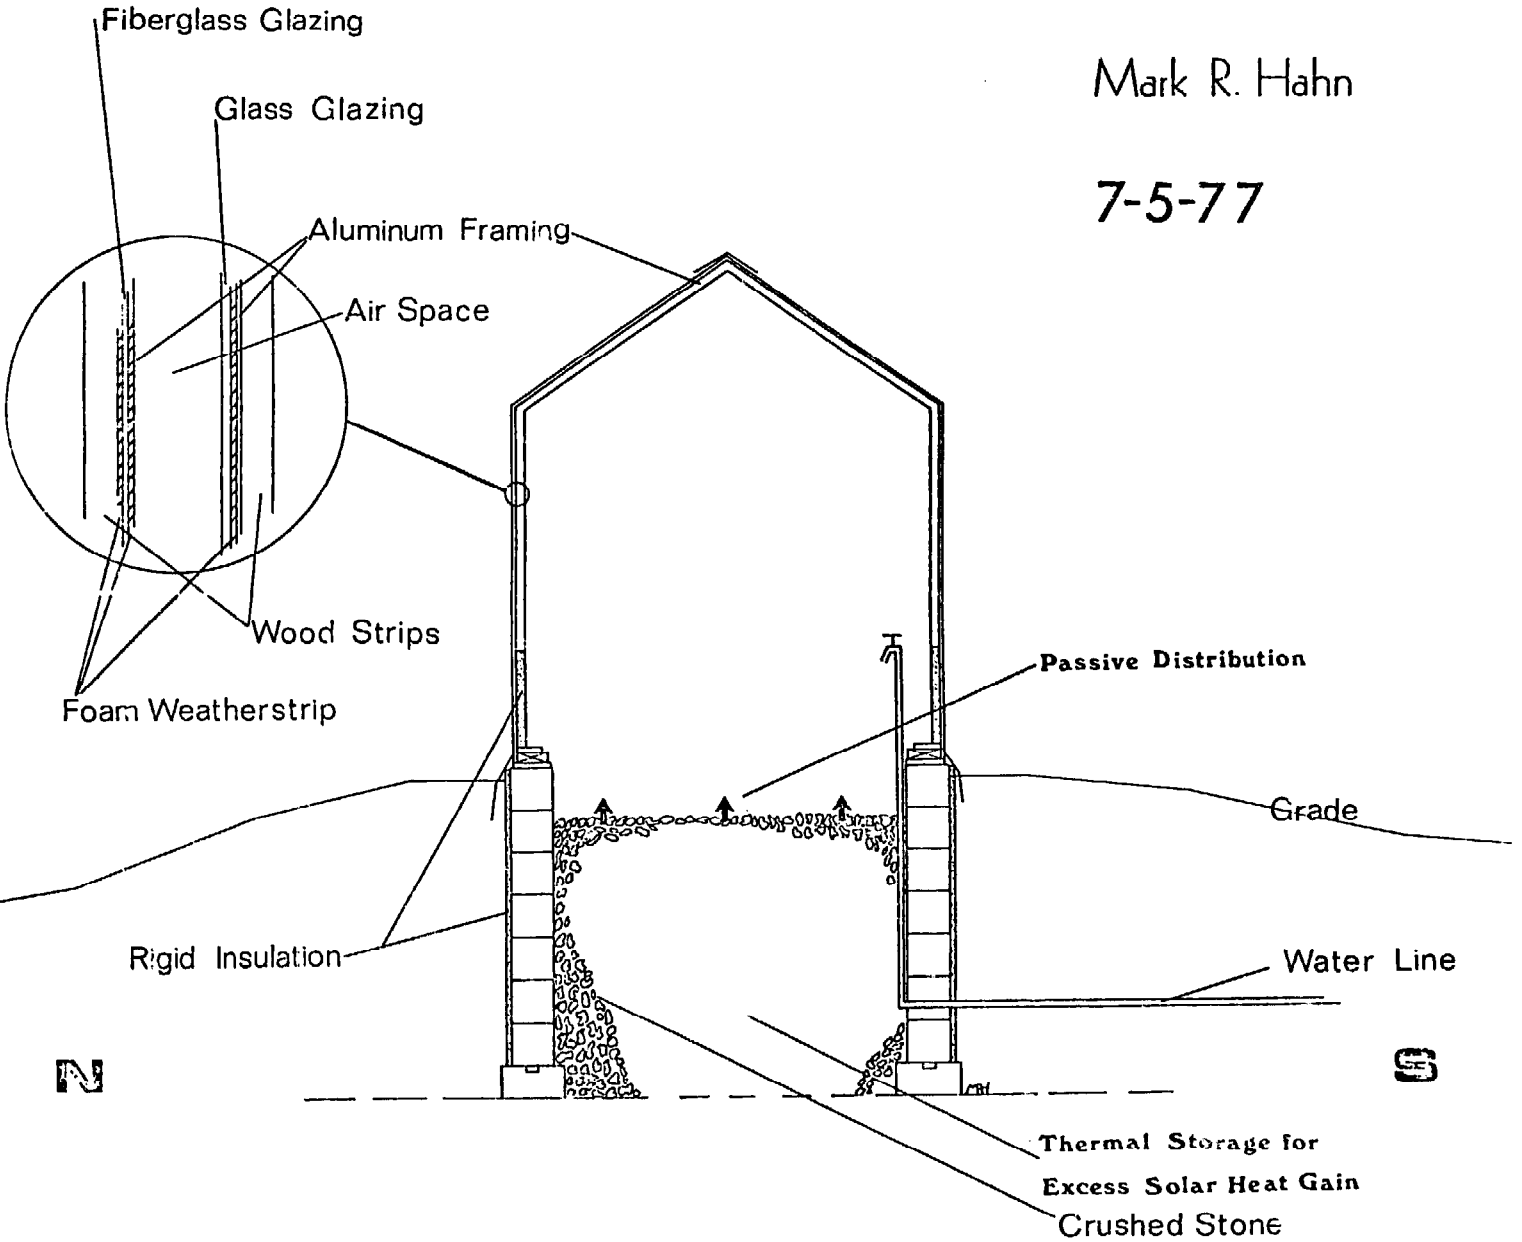 Fiberglass Glazing
Mark R. Hahn
Glass Glazing
7-5-77
Aluminum Framing
Air Space
Wood Strips
Passive Distribution
Foam Weatherstrip
Grade
Rigid Insulation
Water Line
N
S
MRH
Thermal Storage for
Excess Solar Heat Gain
Crushed Stone